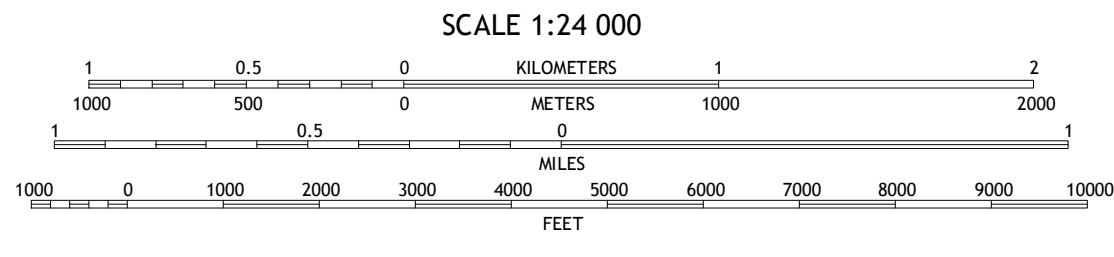 SCALE 1:24 000
1 0.5 0 KILOMETERS 1 2
1000 500 0 METERS 1000 2000
1 0.5 0 1
MILES
1000 0 1000 2000 3000 4000 5000 6000 7000 8000 9000 10000
FEET